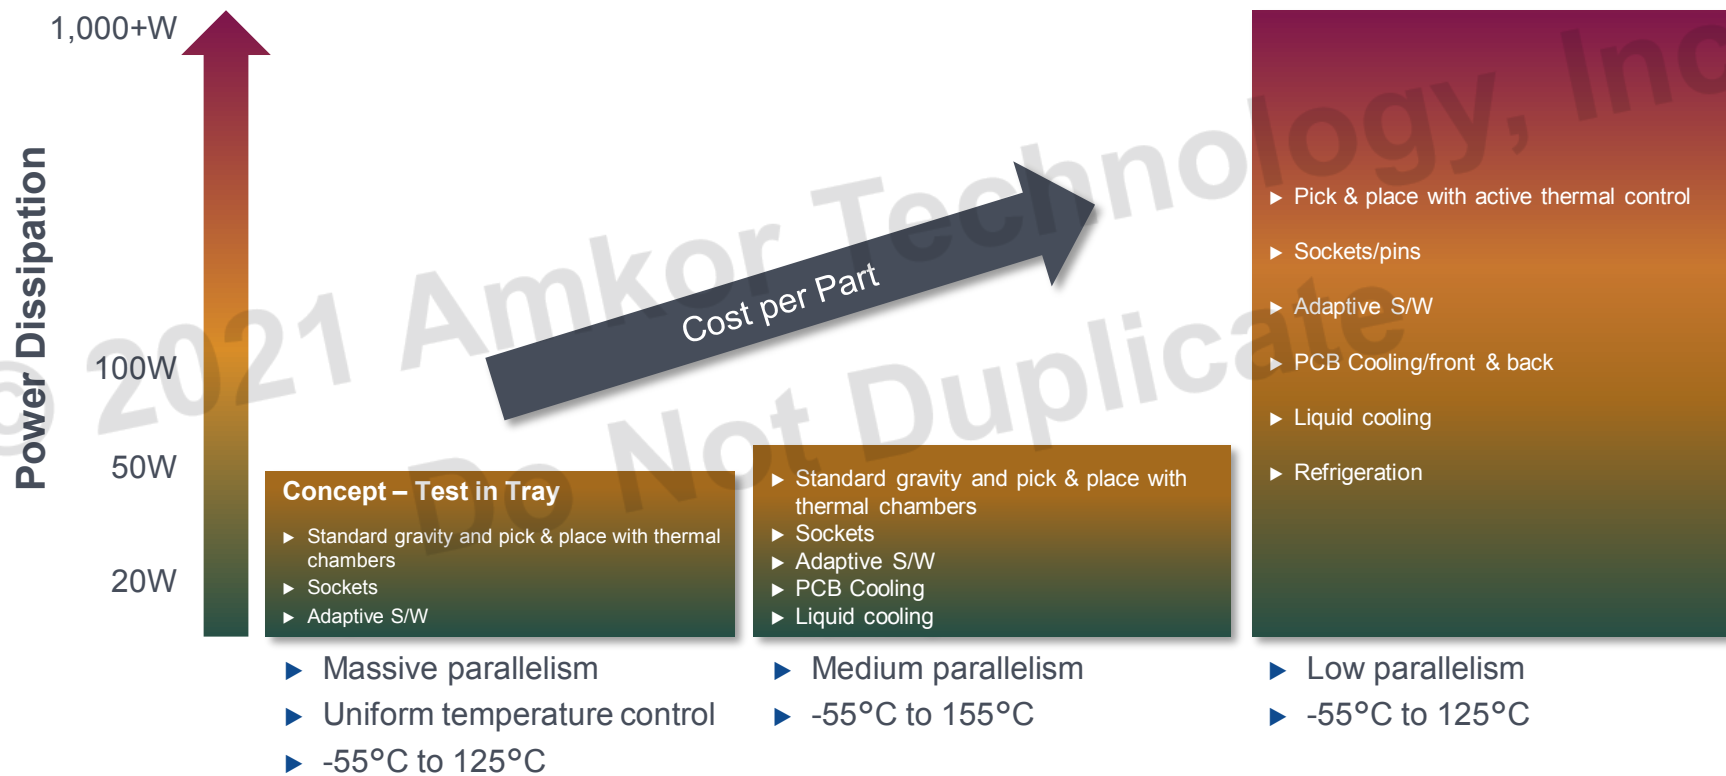 1,000+W
100W
50W
20W
Power Dissipation
Cost per Part
Concept – Test in Tray
► Standard gravity and pick & place with thermal
chambers
► Sockets
► Adaptive S/W
► Massive parallelism
► Uniform temperature control
► -55°C to 125°C
► Standard gravity and pick & place with
thermal chambers
► Sockets
► Adaptive S/W
► PCB Cooling
► Liquid cooling
► Medium parallelism
► -55°C to 155°C
► Pick & place with active thermal control
► Sockets/pins
► Adaptive S/W
► PCB Cooling/front & back
► Liquid cooling
► Refrigeration
► Low parallelism
► -55°C to 125°C
© 2021 Amkor Technology, Inc
Do Not Duplicate